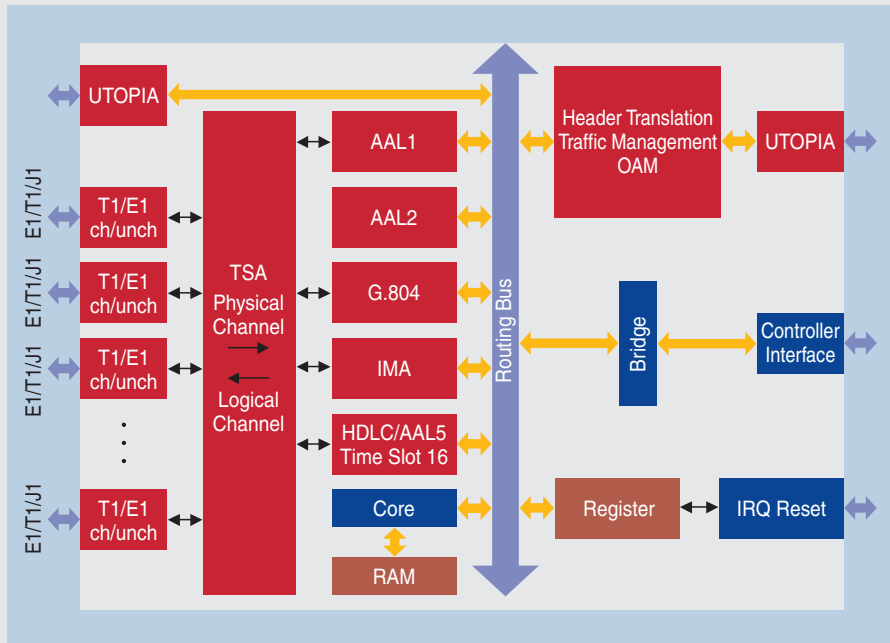 UTOPIA
E1/T1/J1
T1/E1
ch/unch
E1/T1/J1
T1/E1
ch/unch
E1/T1/J1
T1/E1
ch/unch
E1/T1/J1
T1/E1
ch/unch
TSA
Physical
Channel
Logical
Channel
AAL1
AAL2
G.804
IMA
HDLC/AAL5
Time Slot 16
Core
RAM
Routing Bus
Header Translation
Traffic Management
OAM
UTOPIA
Bridge
Controller
Interface
Register
IRQ Reset